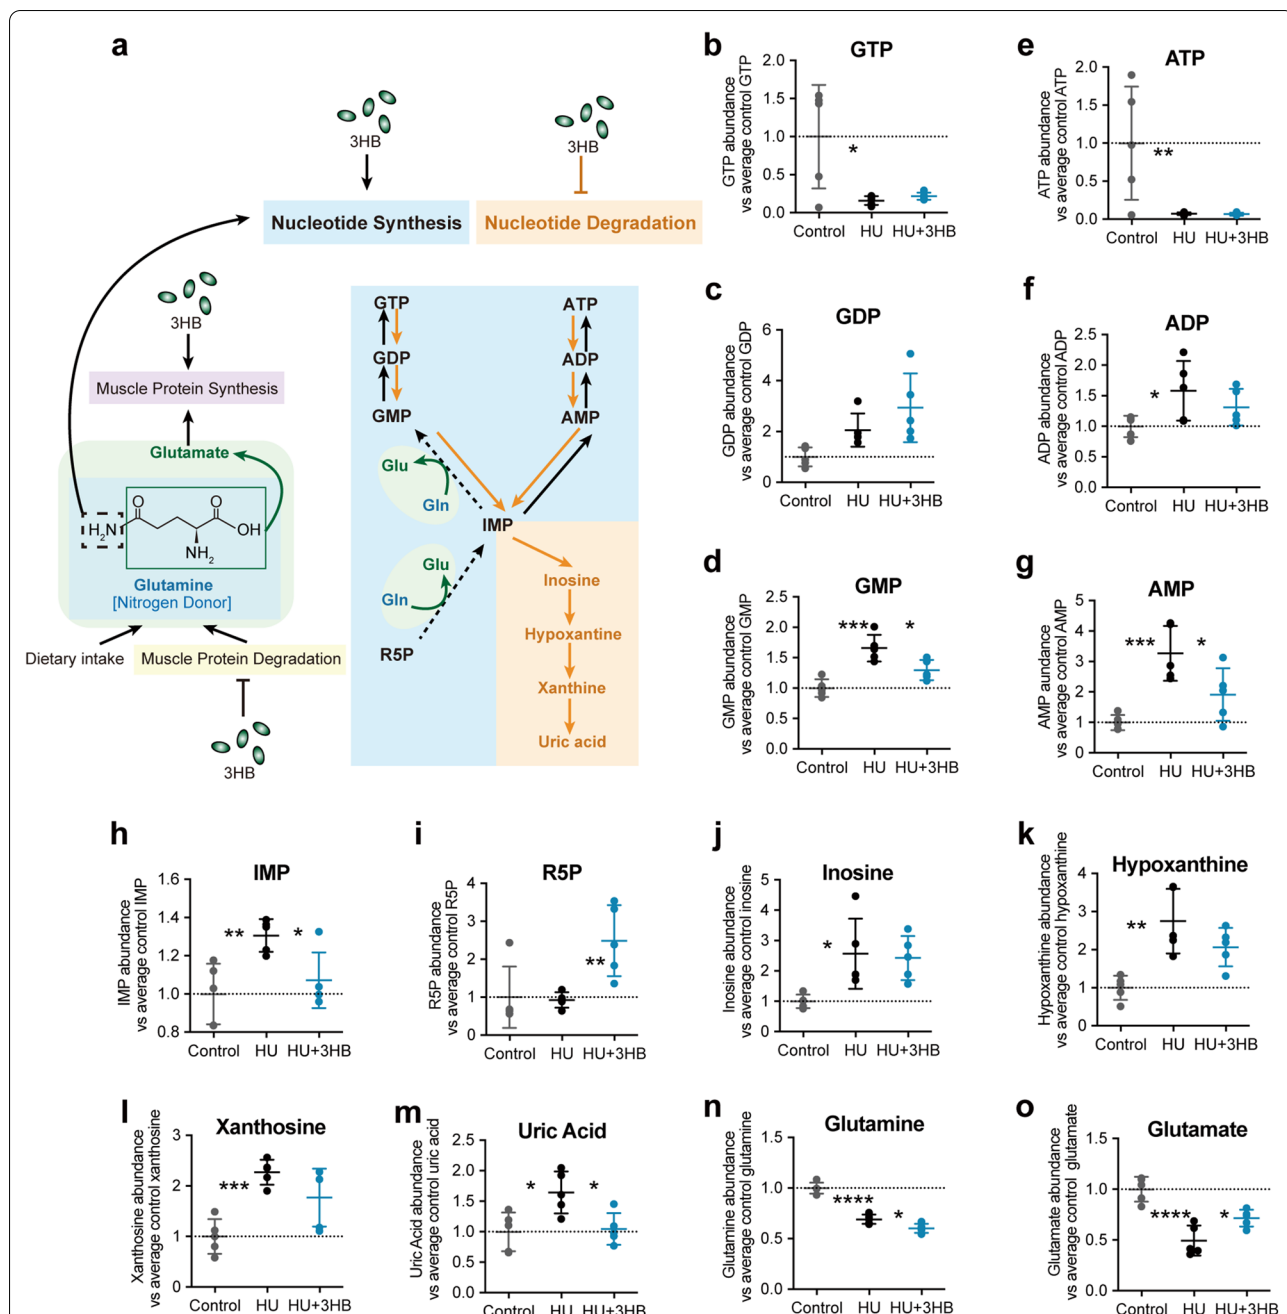 a
3HB
3HB
Nucleotide Synthesis
Nucleotide Degradation
3HB
Muscle Protein Synthesis
Glutamate
H2N
O
O
OH
NH2
Glutamine
[Nitrogen Donor]
Dietary intake
Muscle Protein Degradation
3HB
GTP
ATP
GDP
ADP
GMP
AMP
Glu
Gln
IMP
Glu
Gln
R5P
Inosine
Hypoxantine
Xanthine
Uric acid
b
GTP
GTP abundance
vs average control GTP
2.0
1.5
1.0
0.5
0.0
*
Control
HU
HU+3HB
e
ATP
ATP abundance
vs average control ATP
2.0
1.5
1.0
0.5
0.0
**
Control
HU
HU+3HB
c
GDP
GDP abundance
vs average control GDP
6
4
2
0
Control
HU
HU+3HB
f
ADP
ADP abundance
vs average control ADP
2.5
2.0
1.5
1.0
0.5
0.0
*
Control
HU
HU+3HB
d
GMP
GMP abundance
vs average control GMP
2.5
2.0
1.5
1.0
0.5
0.0
***
*
Control
HU
HU+3HB
g
AMP
AMP aundance
vs average control AMP
5
4
3
2
1
0
***
*
Control
HU
HU+3HB
h
IMP
IMP abundance
vs average control IMP
1.6
1.4
1.2
1.0
0.8
**
*
Control
HU
HU+3HB
i
R5P
R5P abundance
vs average control R5P
4
3
2
1
0
**
Control
HU
HU+3HB
j
Inosine
Inosine abundance
vs average control inosine
5
4
3
2
1
0
*
Control
HU
HU+3HB
k
Hypoxanthine
Hypoxanthine abundance
vs average control hypoxanthine
4
3
2
1
0
**
Control
HU
HU+3HB
l
Xanthosine
Xanthosine abundance
vs average control xanthosine
3
2
1
0
***
Control
HU
HU+3HB
m
Uric Acid
Uric Acid abundance
vs average control uric acid
2.5
2.0
1.5
1.0
0.5
0.0
*
*
Control
HU
HU+3HB
n
Glutamine
Glutamine abundance
vs average control glutamine
1.5
1.0
0.5
0.0
****
*
Control
HU
HU+3HB
o
Glutamate
Glutamate abundance
vs average control glutamate
1.5
1.0
0.5
0.0
****
*
Control
HU
HU+3HB